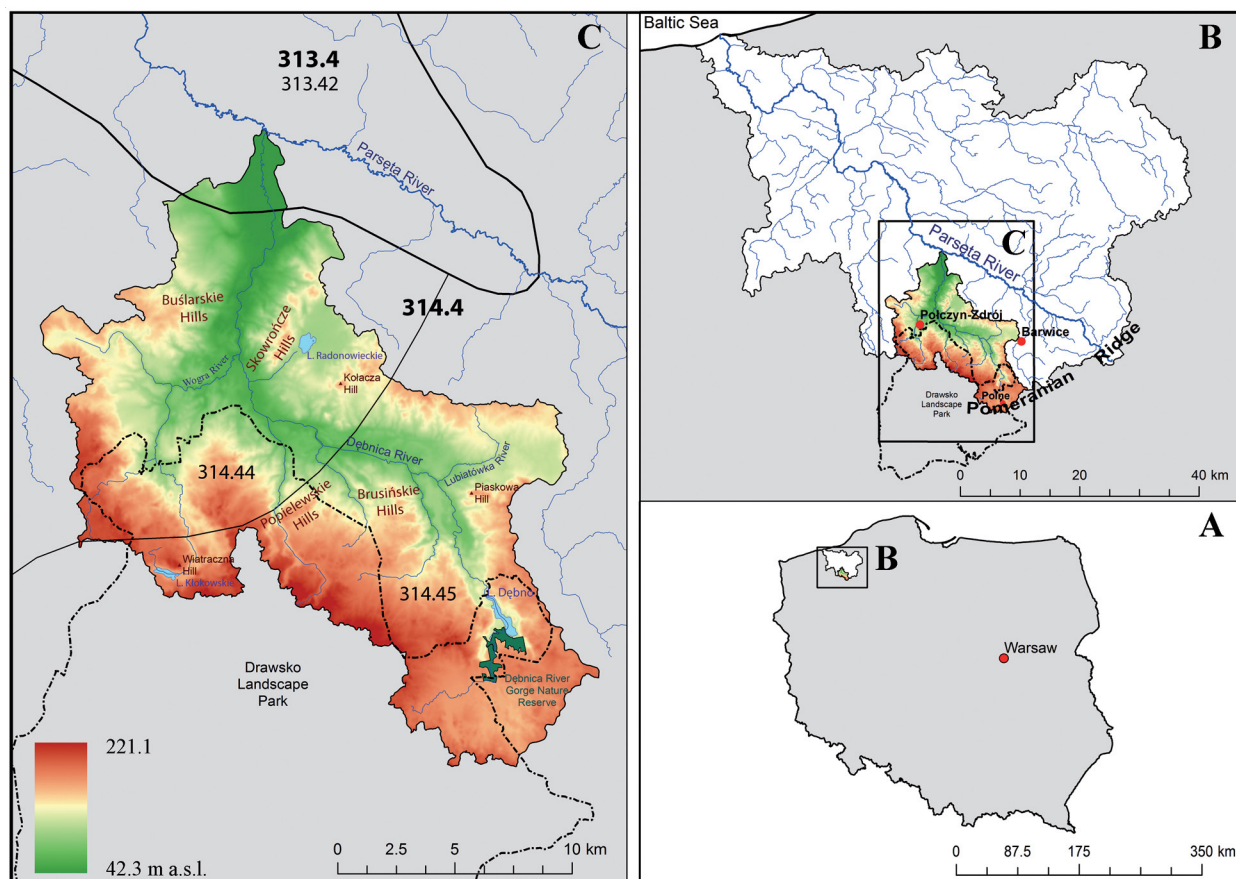 C
313.4
313.42
Parsęta River
314.4
Buślarskie
Hills
Skowrończe
Hills
L. Radonowieckie
Kołacza
Hill
Wogra River
Dębnica River
Lubiatówka River
314.44
Popielewskie
Hills
Brusińskie
Hills
Piaskowa
Hill
Wiatraczna
Hill
L. Kłokowskie
314.45
L. Dębno
Dębnica River
Gorge Nature
Reserve
Drawsko
Landscape
Park
221.1
42.3 m a.s.l.
0 2.5 5 10 km
Baltic Sea
B
C
Parsęta River
Połczyn-Zdrój
Barwice
Polne
Pomeranian Ridge
Drawsko
Landscape
Park
0 10 20 40 km
A
B
Warsaw
0 87.5 175 350 km